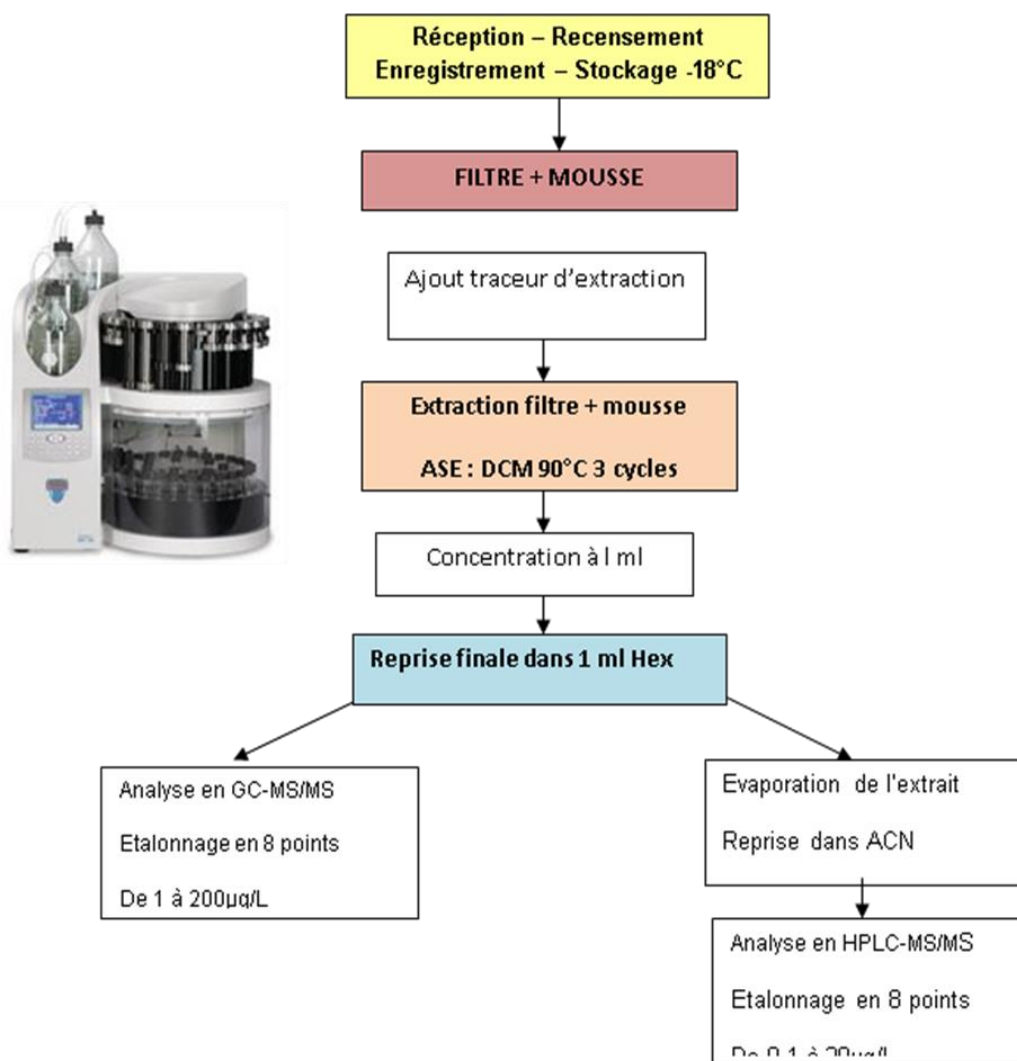 Réception – Recensement
Enregistrement – Stockage -18°C
FILTRE + MOUSSE
Ajout traceur d'extraction
Extraction filtre + mousse
ASE : DCM 90°C 3 cycles
Concentration à l ml
Reprise finale dans 1 ml Hex
Analyse en GC-MS/MS
Etalonnage en 8 points
De 1 à 200µg/L
Evaporation de l'extrait
Reprise dans ACN
Analyse en HPLC-MS/MS
Etalonnage en 8 points